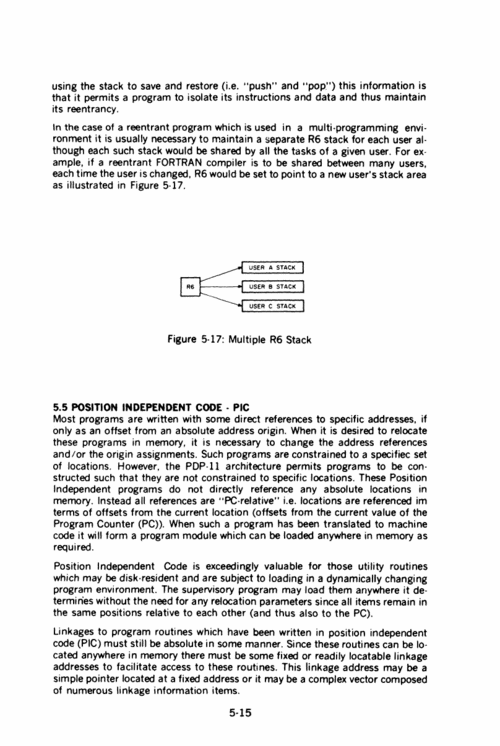 using the stack to save and restore (i.e. "push" and "pop") this information is
that it permits a program to isolate its instructions and data and thus maintain
its reentrancy.
In the case of a reentrant program which is used in a multi-programming envi-
ronment it is usually necessary to maintain a separate R6 stack for each user al-
though each such stack would be shared by all the tasks of a given user. For ex-
ample, if a reentrant FORTRAN compiler is to be shared between many users,
each time the user is changed, R6 would be set to point to a new user's stack area
as illustrated in Figure 5-17.
R6
USER A STACK
USER B STACK
USER C STACK
Figure 5-17: Multiple R6 Stack
5.5 POSITION INDEPENDENT CODE - PIC
Most programs are written with some direct references to specific addresses, if
only as an offset from an absolute address origin. When it is desired to relocate
these programs in memory, it is necessary to change the address references
and/or the origin assignments. Such programs are constrained to a specifiec set
of locations. However, the PDP-11 architecture permits programs to be con-
structed such that they are not constrained to specific locations. These Position
Independent programs do not directly reference any absolute locations in
memory. Instead all references are "PC-relative" i.e. locations are referenced im
terms of offsets from the current location (offsets from the current value of the
Program Counter (PC)). When such a program has been translated to machine
code it will form a program module which can be loaded anywhere in memory as
required.
Position Independent Code is exceedingly valuable for those utility routines
which may be disk-resident and are subject to loading in a dynamically changing
program environment. The supervisory program may load them anywhere it de-
termines without the need for any relocation parameters since all items remain in
the same positions relative to each other (and thus also to the PC).
Linkages to program routines which have been written in position independent
code (PIC) must still be absolute in some manner. Since these routines can be lo-
cated anywhere in memory there must be some fixed or readily locatable linkage
addresses to facilitate access to these routines. This linkage address may be a
simple pointer located at a fixed address or it may be a complex vector composed
of numerous linkage information items.
5-15